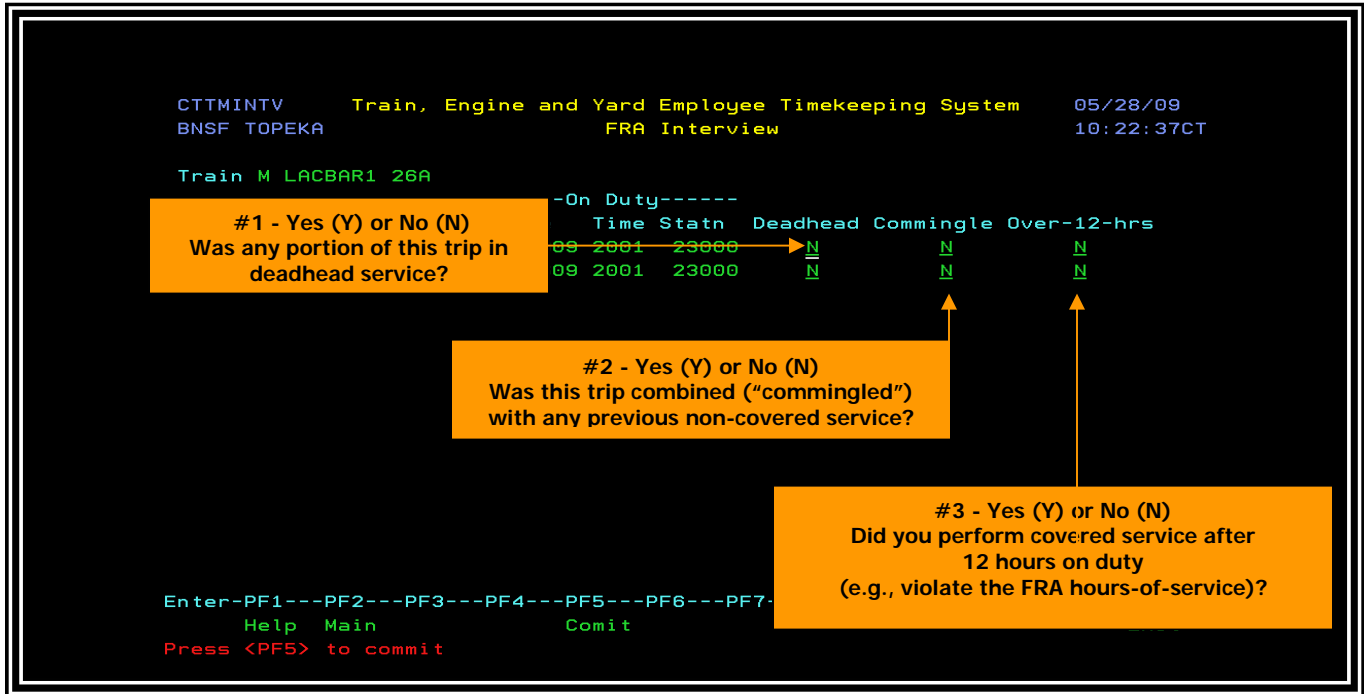 CTTMINTV Train, Engine and Yard Employee Timekeeping System 05/28/09
BNSF TOPEKA FRA Interview 10:22:37CT
Train M LACBAR1 26A
-On Duty------
Time Statn Deadhead Commingle Over-12-hrs
09 2001 23000 N N N
09 2001 23000 N N N
#1 - Yes (Y) or No (N)
Was any portion of this trip in
deadhead service?
#2 - Yes (Y) or No (N)
Was this trip combined (“commingled”)
with any previous non-covered service?
#3 - Yes (Y) or No (N)
Did you perform covered service after
12 hours on duty
(e.g., violate the FRA hours-of-service)?
Enter-PF1---PF2---PF3---PF4---PF5---PF6---PF7-
Help Main Comit
Press <PF5> to commit